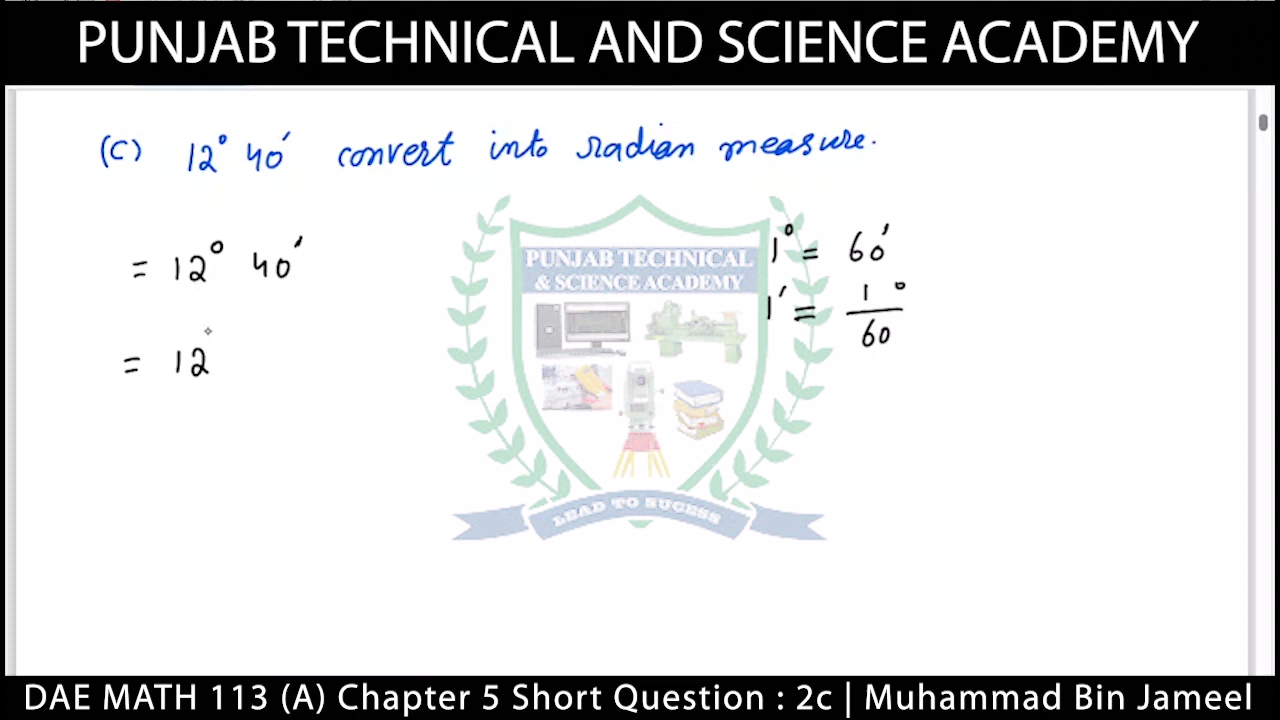 PUNJAB TECHNICAL AND SCIENCE ACADEMY
(C) 12° 40′ convert into radian measure.
= 12° 40′
1° = 60′
PUNJAB TECHNICAL
& SCIENCE ACADEMY
1′ = 1°/60
= 12
LEAD TO SUCESS
DAE MATH 113 (A) Chapter 5 Short Question : 2c | Muhammad Bin Jameel